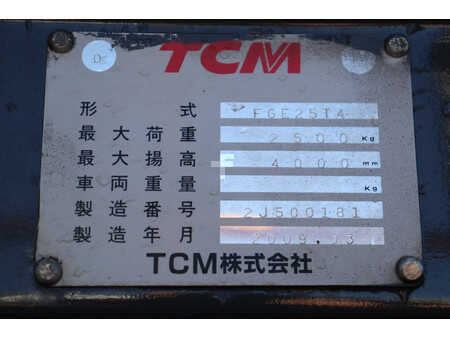 TCM
形 式 FGE25T4
最大荷重 2500 Kg
最大揚高 4000 mm
車両重量 Kg
製造番号 2J500181
製造年月
TCM株式会社